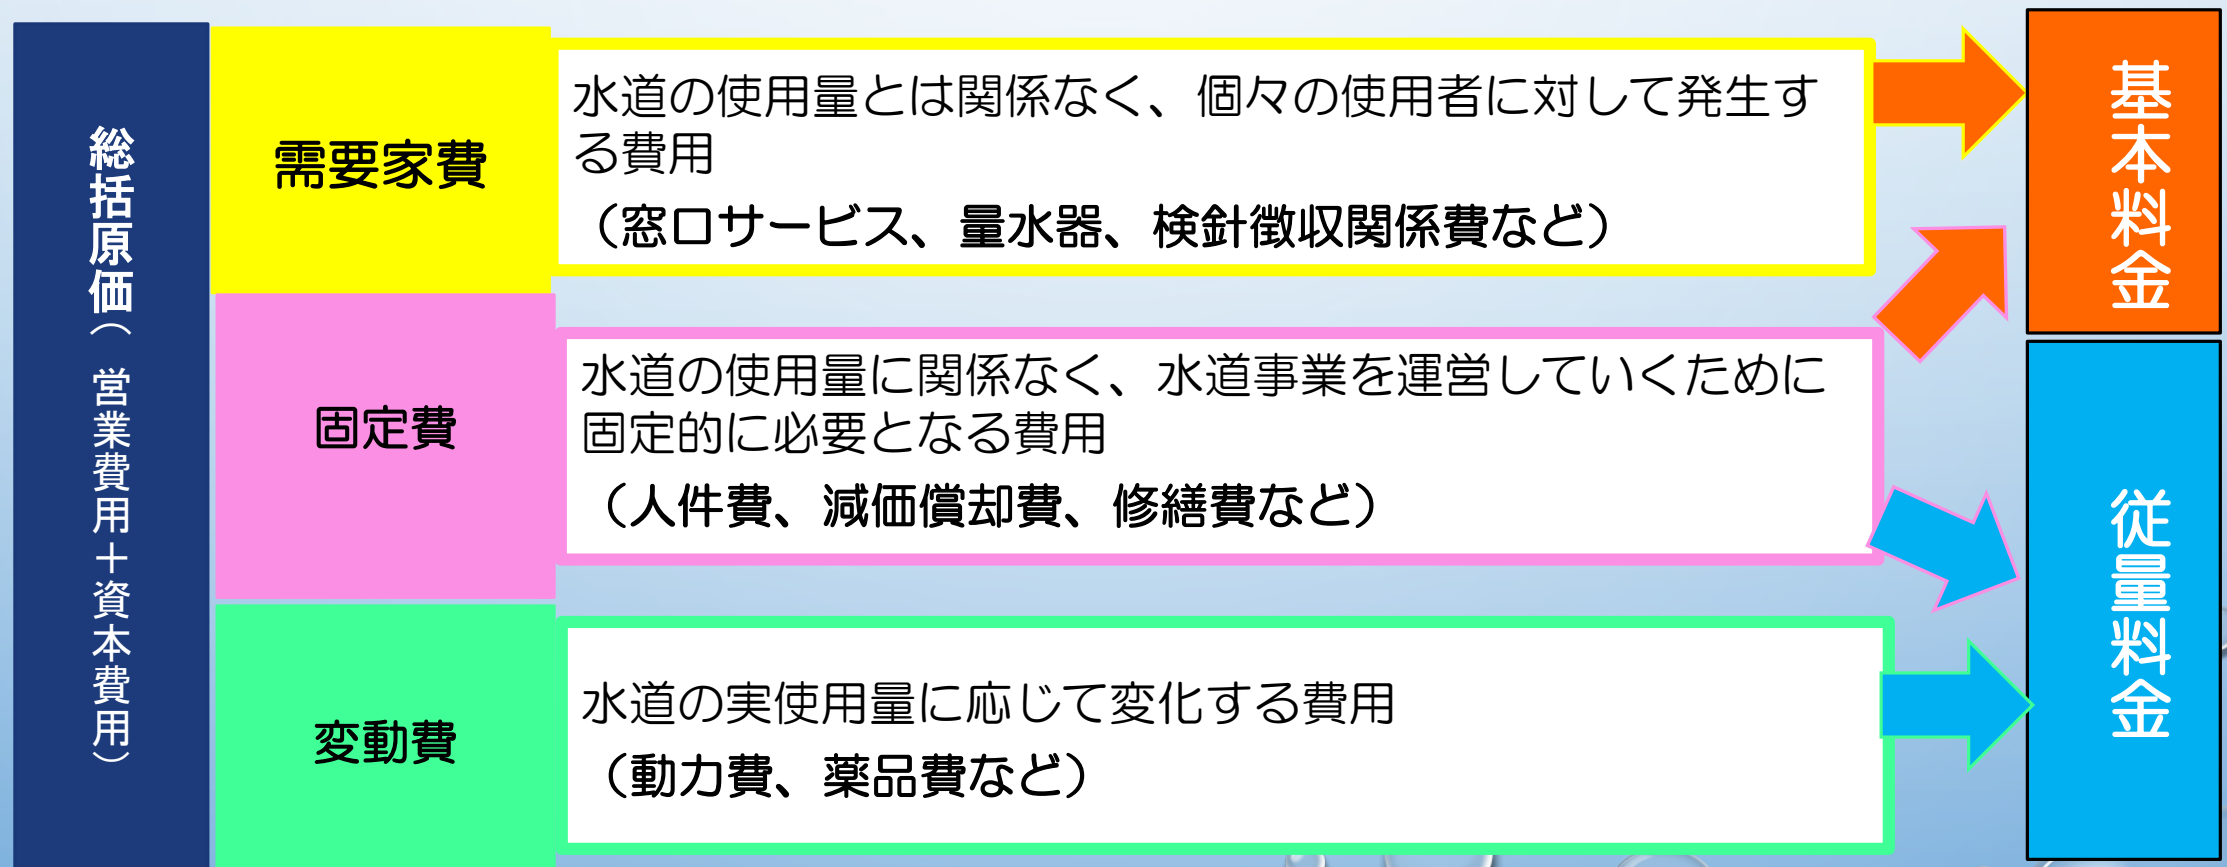 総括原価(営業費用+資本費用)
需要家費
水道の使用量とは関係なく、個々の使用者に対して発生す
る費用
(窓口サービス、量水器、検針徴収関係費など)
固定費
水道の使用量に関係なく、水道事業を運営していくために
固定的に必要となる費用
(人件費、減価償却費、修繕費など)
変動費
水道の実使用量に応じて変化する費用
(動力費、薬品費など)
基本料金
従量料金